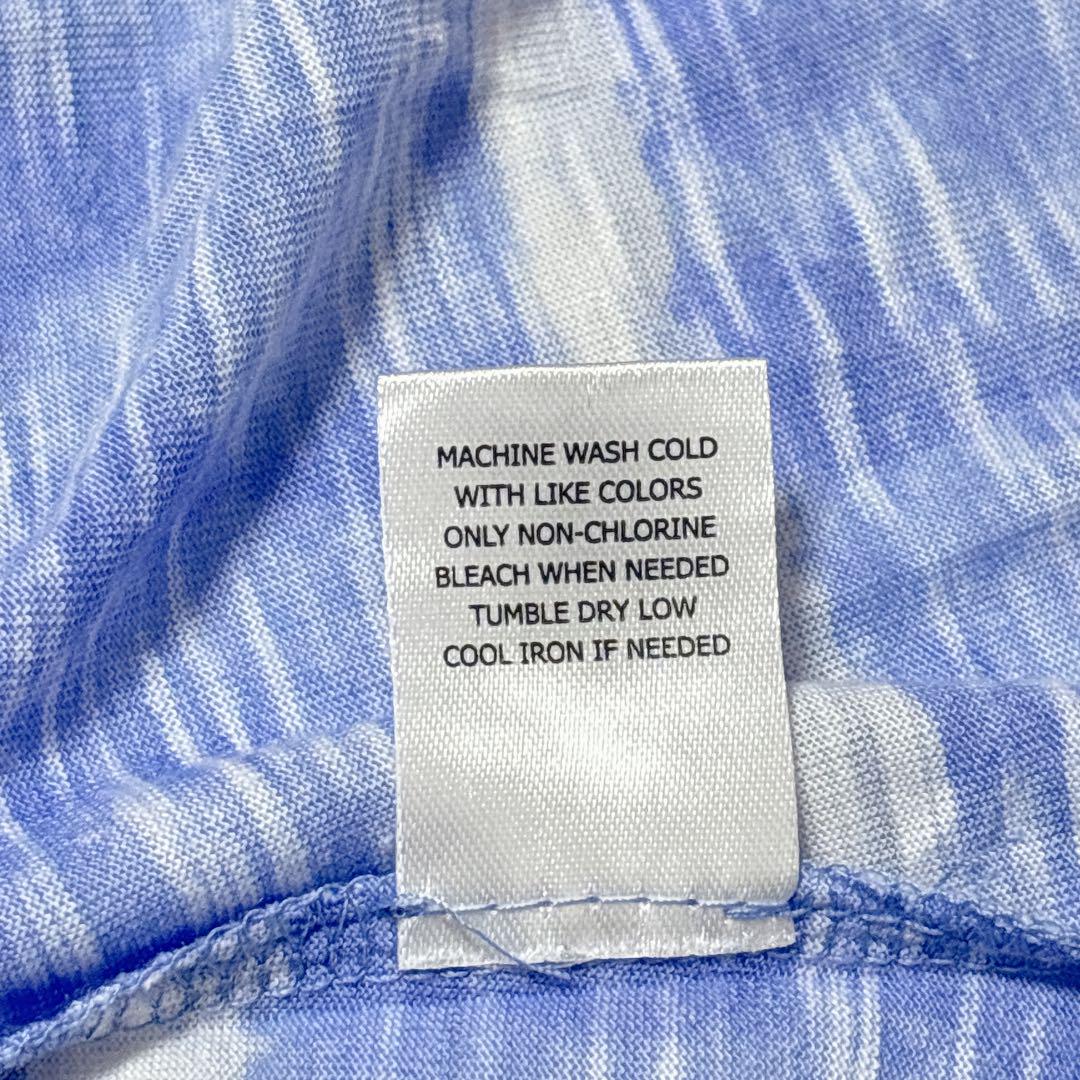 MACHINE WASH COLD
WITH LIKE COLORS
ONLY NON-CHLORINE
BLEACH WHEN NEEDED
TUMBLE DRY LOW
COOL IRON IF NEEDED